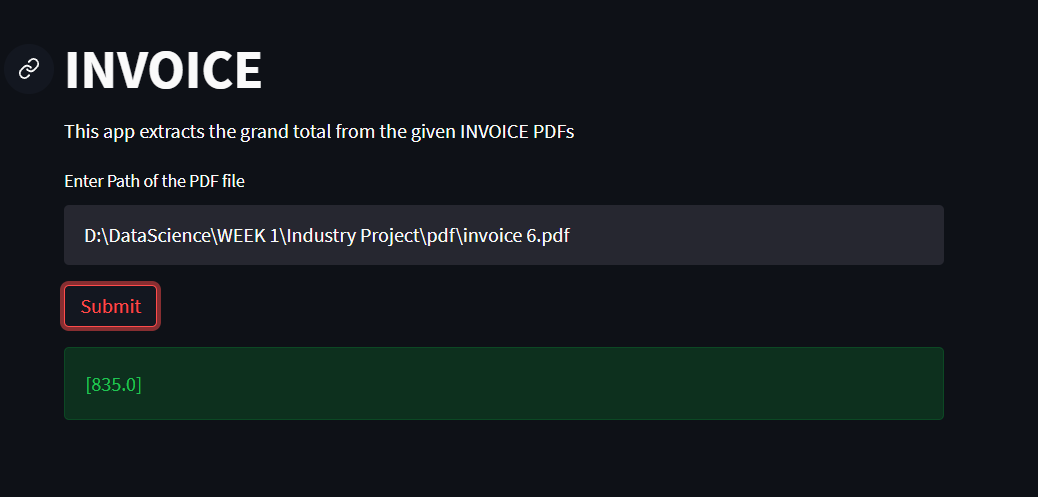 INVOICE
This app extracts the grand total from the given INVOICE PDFs
Enter Path of the PDF file
D:\DataScience\WEEK 1\Industry Project\pdf\invoice 6.pdf
Submit
[835.0]